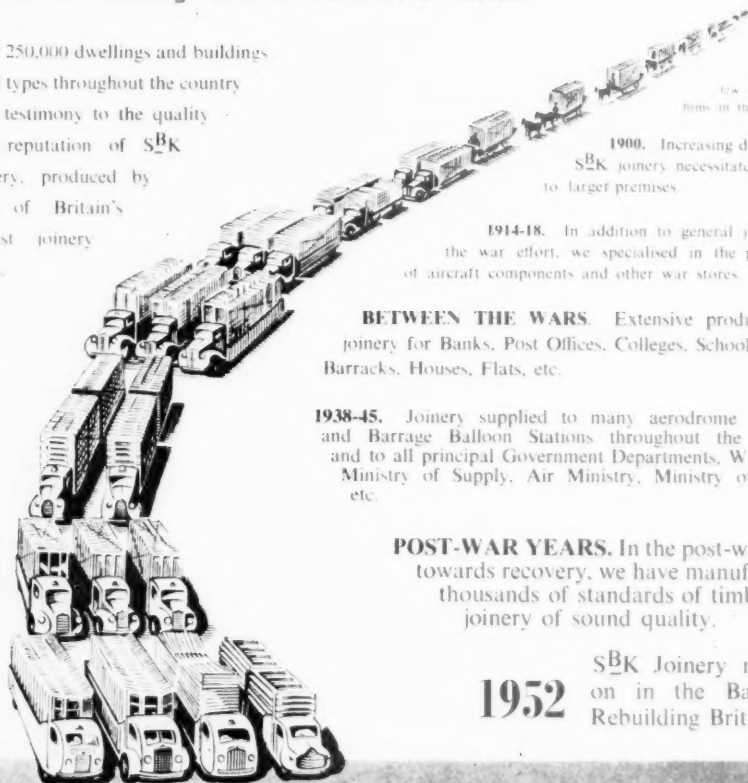 250,000 dwellings and buildings
types throughout the country
testimony to the quality
reputation of SBK
ery, produced by
of Britain's
st joinery
few
firms in th
1900. Increasing d
SBK joinery necessitate
to larger premises
1914-18. In addition to general j
the war effort, we specialised in the p
of aircraft components and other war stores.
BETWEEN THE WARS. Extensive produ
joinery for Banks, Post Offices, Colleges, School
Barracks, Houses, Flats, etc.
1938-45. Joinery supplied to many aerodrome
and Barrage Balloon Stations throughout the
and to all principal Government Departments, W
Ministry of Supply, Air Ministry, Ministry o
etc.
POST-WAR YEARS. In the post-w
towards recovery, we have manuf
thousands of standards of timb
joinery of sound quality.
SBK Joinery
1952 on in the Ba
Rebuilding Brit